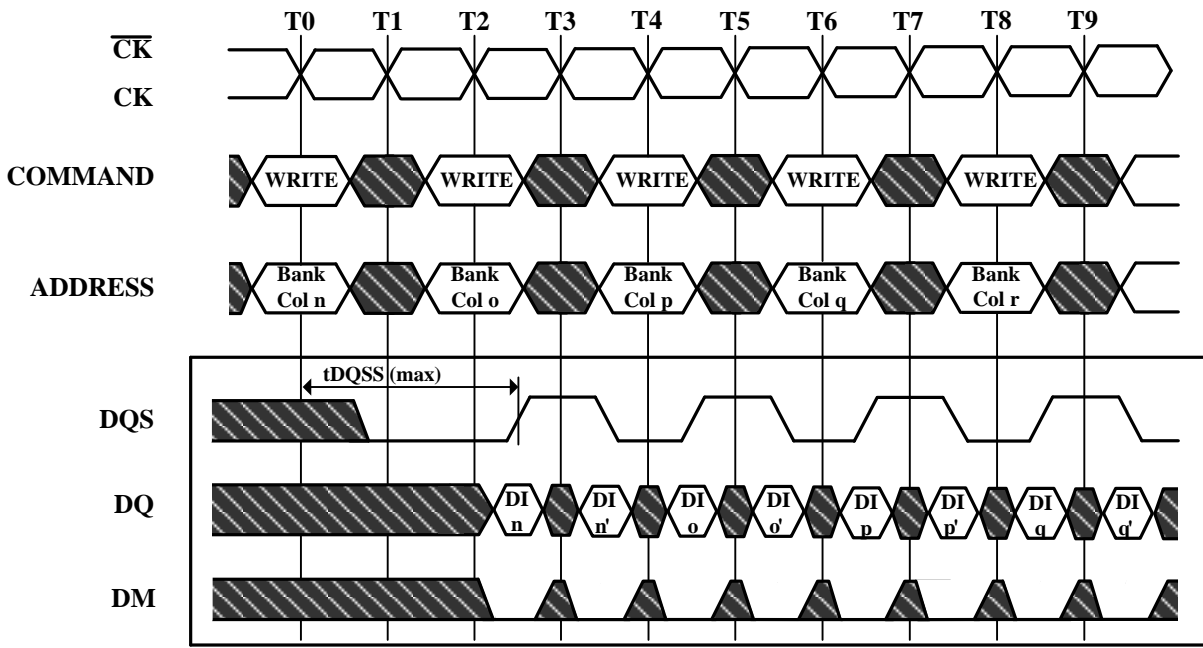 T0 T1 T2 T3 T4 T5 T6 T7 T8 T9
CK
CK
COMMAND WRITE WRITE WRITE WRITE WRITE
ADDRESS Bank Bank Bank Bank Bank
Col n Col o Col p Col q Col r
tDQSS (max)
DQS
DQ DI DI DI DI DI DI DI DI
n n' o o' p p' q q'
DM